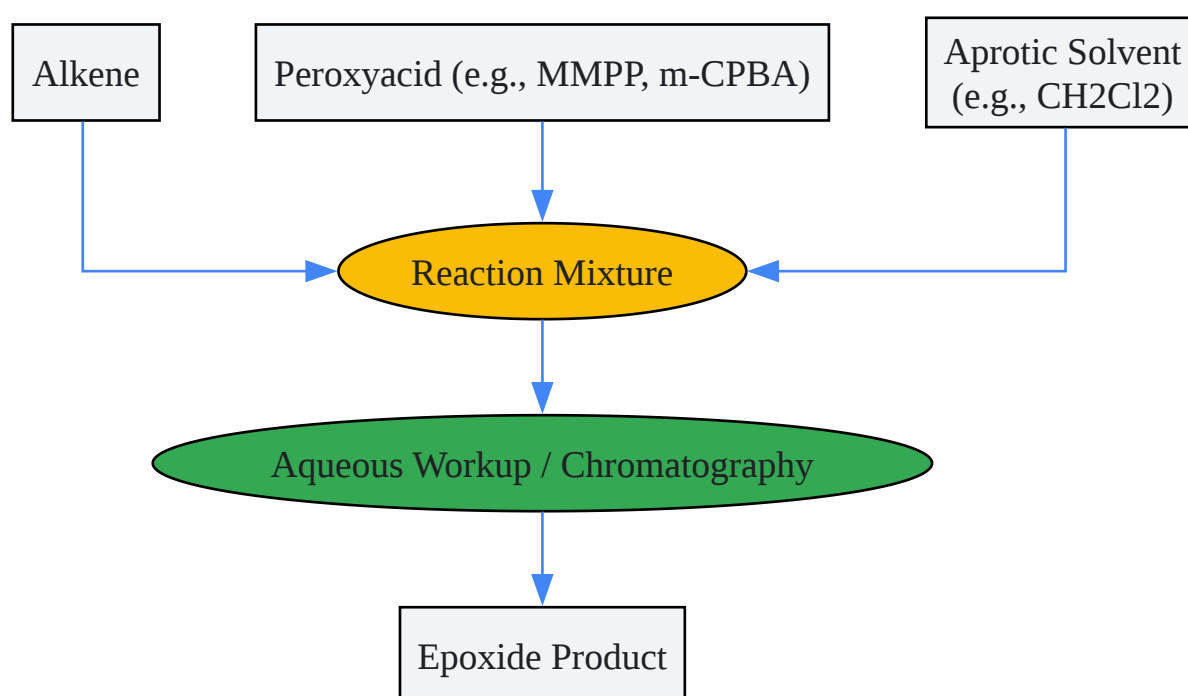 Alkene
Peroxyacid (e.g., MMPP, m-CPBA)
Aprotic Solvent
(e.g., CH2Cl2)
Reaction Mixture
Aqueous Workup / Chromatography
Epoxide Product